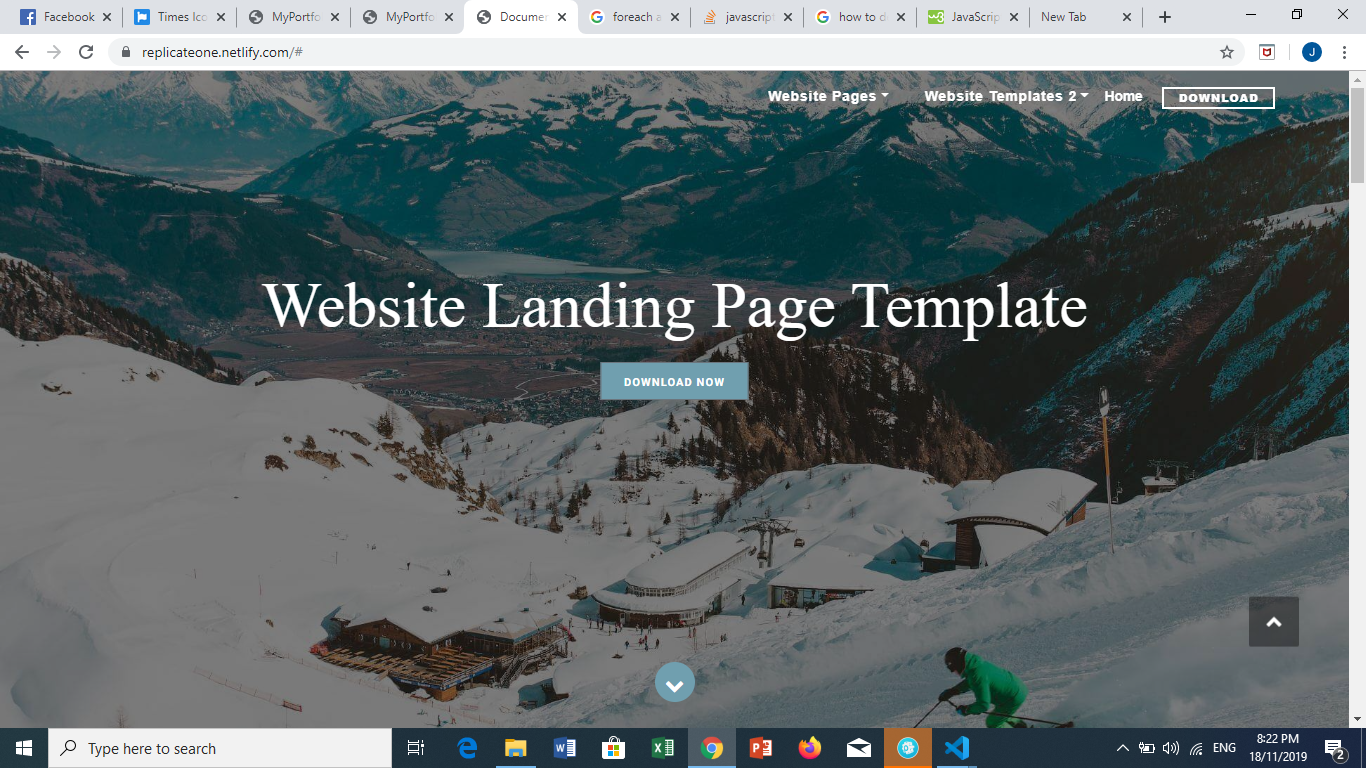 Facebook
Times Ico
MyPortfo
MyPortfo
Documen
foreach a
javascript
how to d
JavaScrip
New Tab
replicateone.netlify.com/#
J
Website Pages
Website Templates 2
Home
DOWNLOAD
Website Landing Page Template
DOWNLOAD NOW
Type here to search
ENG
8:22 PM
18/11/2019
2